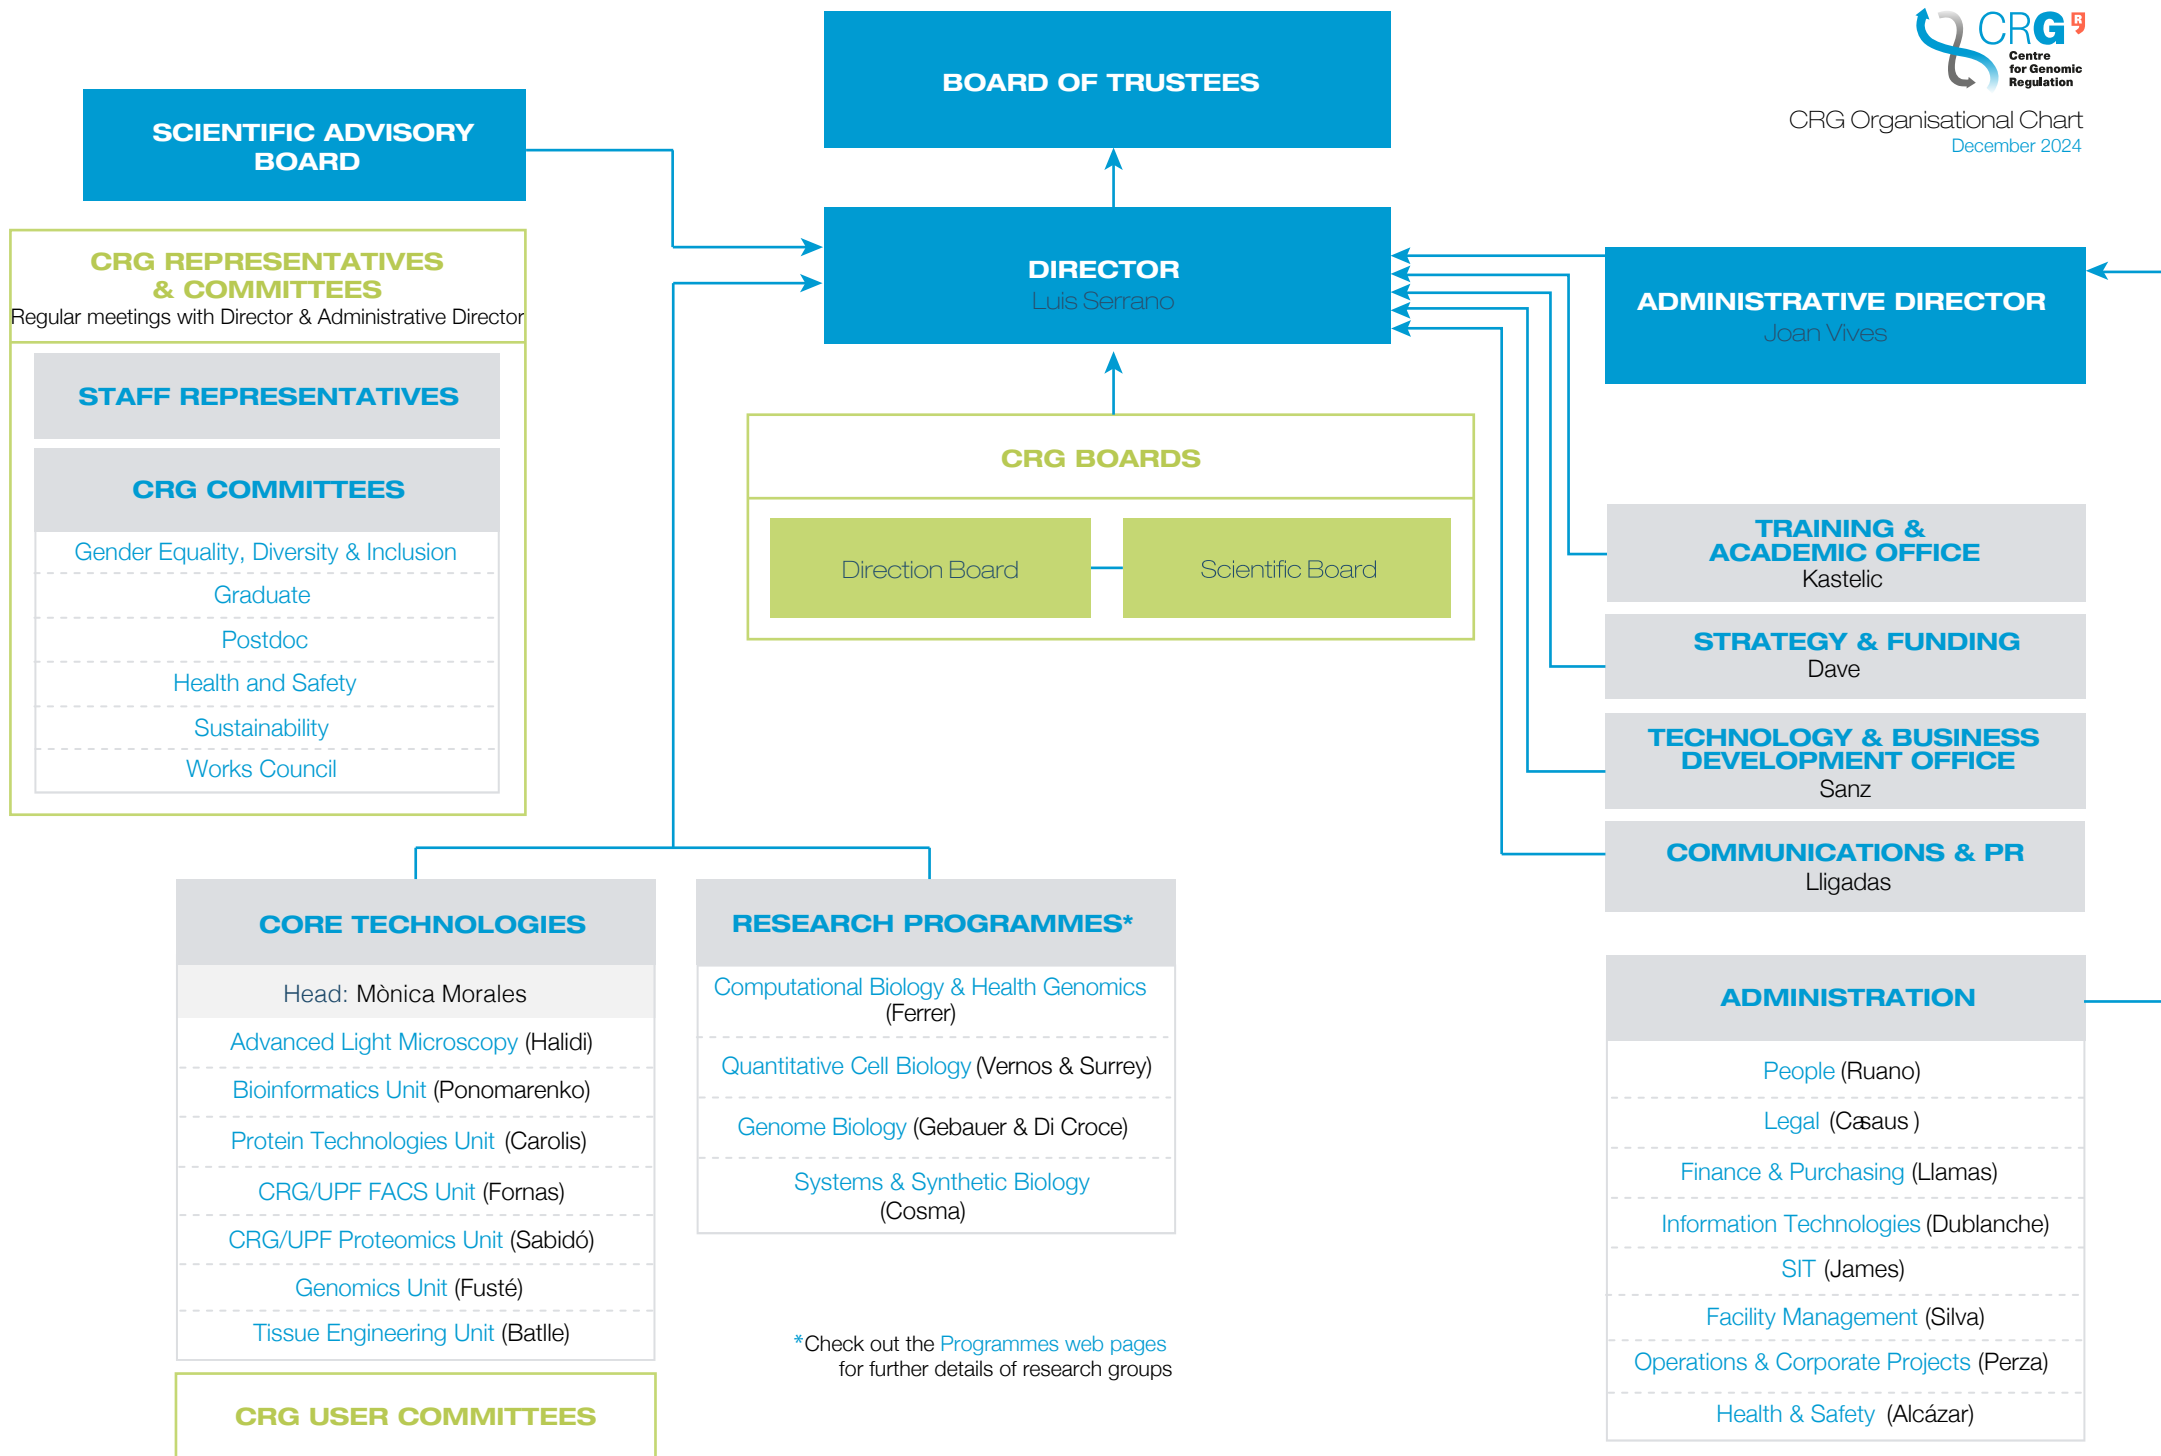 CRG
Centre
for Genomic
Regulation
CRG Organisational Chart
December 2024
BOARD OF TRUSTEES
SCIENTIFIC ADVISORY
BOARD
DIRECTOR
Luis Serrano
ADMINISTRATIVE DIRECTOR
Joan Vives
CRG REPRESENTATIVES
& COMMITTEES
Regular meetings with Director & Administrative Director
STAFF REPRESENTATIVES
CRG COMMITTEES
Gender Equality, Diversity & Inclusion
Graduate
Postdoc
Health and Safety
Sustainability
Works Council
CRG BOARDS
Direction Board
Scientific Board
TRAINING &
ACADEMIC OFFICE
Kastelic
STRATEGY & FUNDING
Dave
TECHNOLOGY & BUSINESS
DEVELOPMENT OFFICE
Sanz
COMMUNICATIONS & PR
Lligadas
CORE TECHNOLOGIES
Head: Mònica Morales
Advanced Light Microscopy (Halidi)
Bioinformatics Unit (Ponomarenko)
Protein Technologies Unit (Carolis)
CRG/UPF FACS Unit (Fornas)
CRG/UPF Proteomics Unit (Sabidó)
Genomics Unit (Fusté)
Tissue Engineering Unit (Batlle)
CRG USER COMMITTEES
RESEARCH PROGRAMMES*
Computational Biology & Health Genomics
(Ferrer)
Quantitative Cell Biology (Vernos & Surrey)
Genome Biology (Gebauer & Di Croce)
Systems & Synthetic Biology
(Cosma)
*Check out the Programmes web pages
for further details of research groups
ADMINISTRATION
People (Ruano)
Legal (Casaus )
Finance & Purchasing (Llamas)
Information Technologies (Dublanche)
SIT (James)
Facility Management (Silva)
Operations & Corporate Projects (Perza)
Health & Safety (Alcázar)